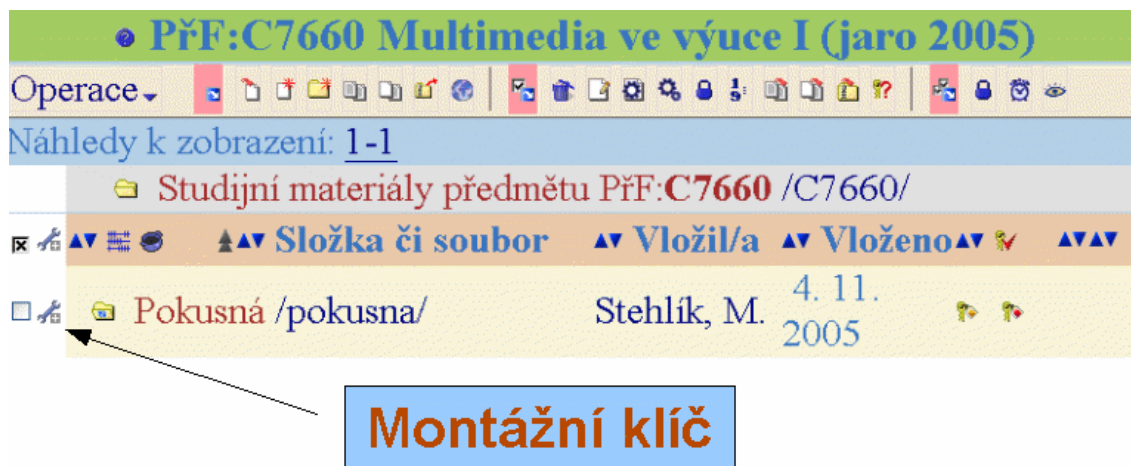 PřF:C7660 Multimedia ve výuce I (jaro 2005)
Operace
Náhledy k zobrazení: 1-1
Studijní materiály předmětu PřF:C7660 /C7660/
Složka či soubor Vložil/a Vloženo
Pokusná /pokusna/ Stehlík, M. 4. 11.
2005
Montážní klíč